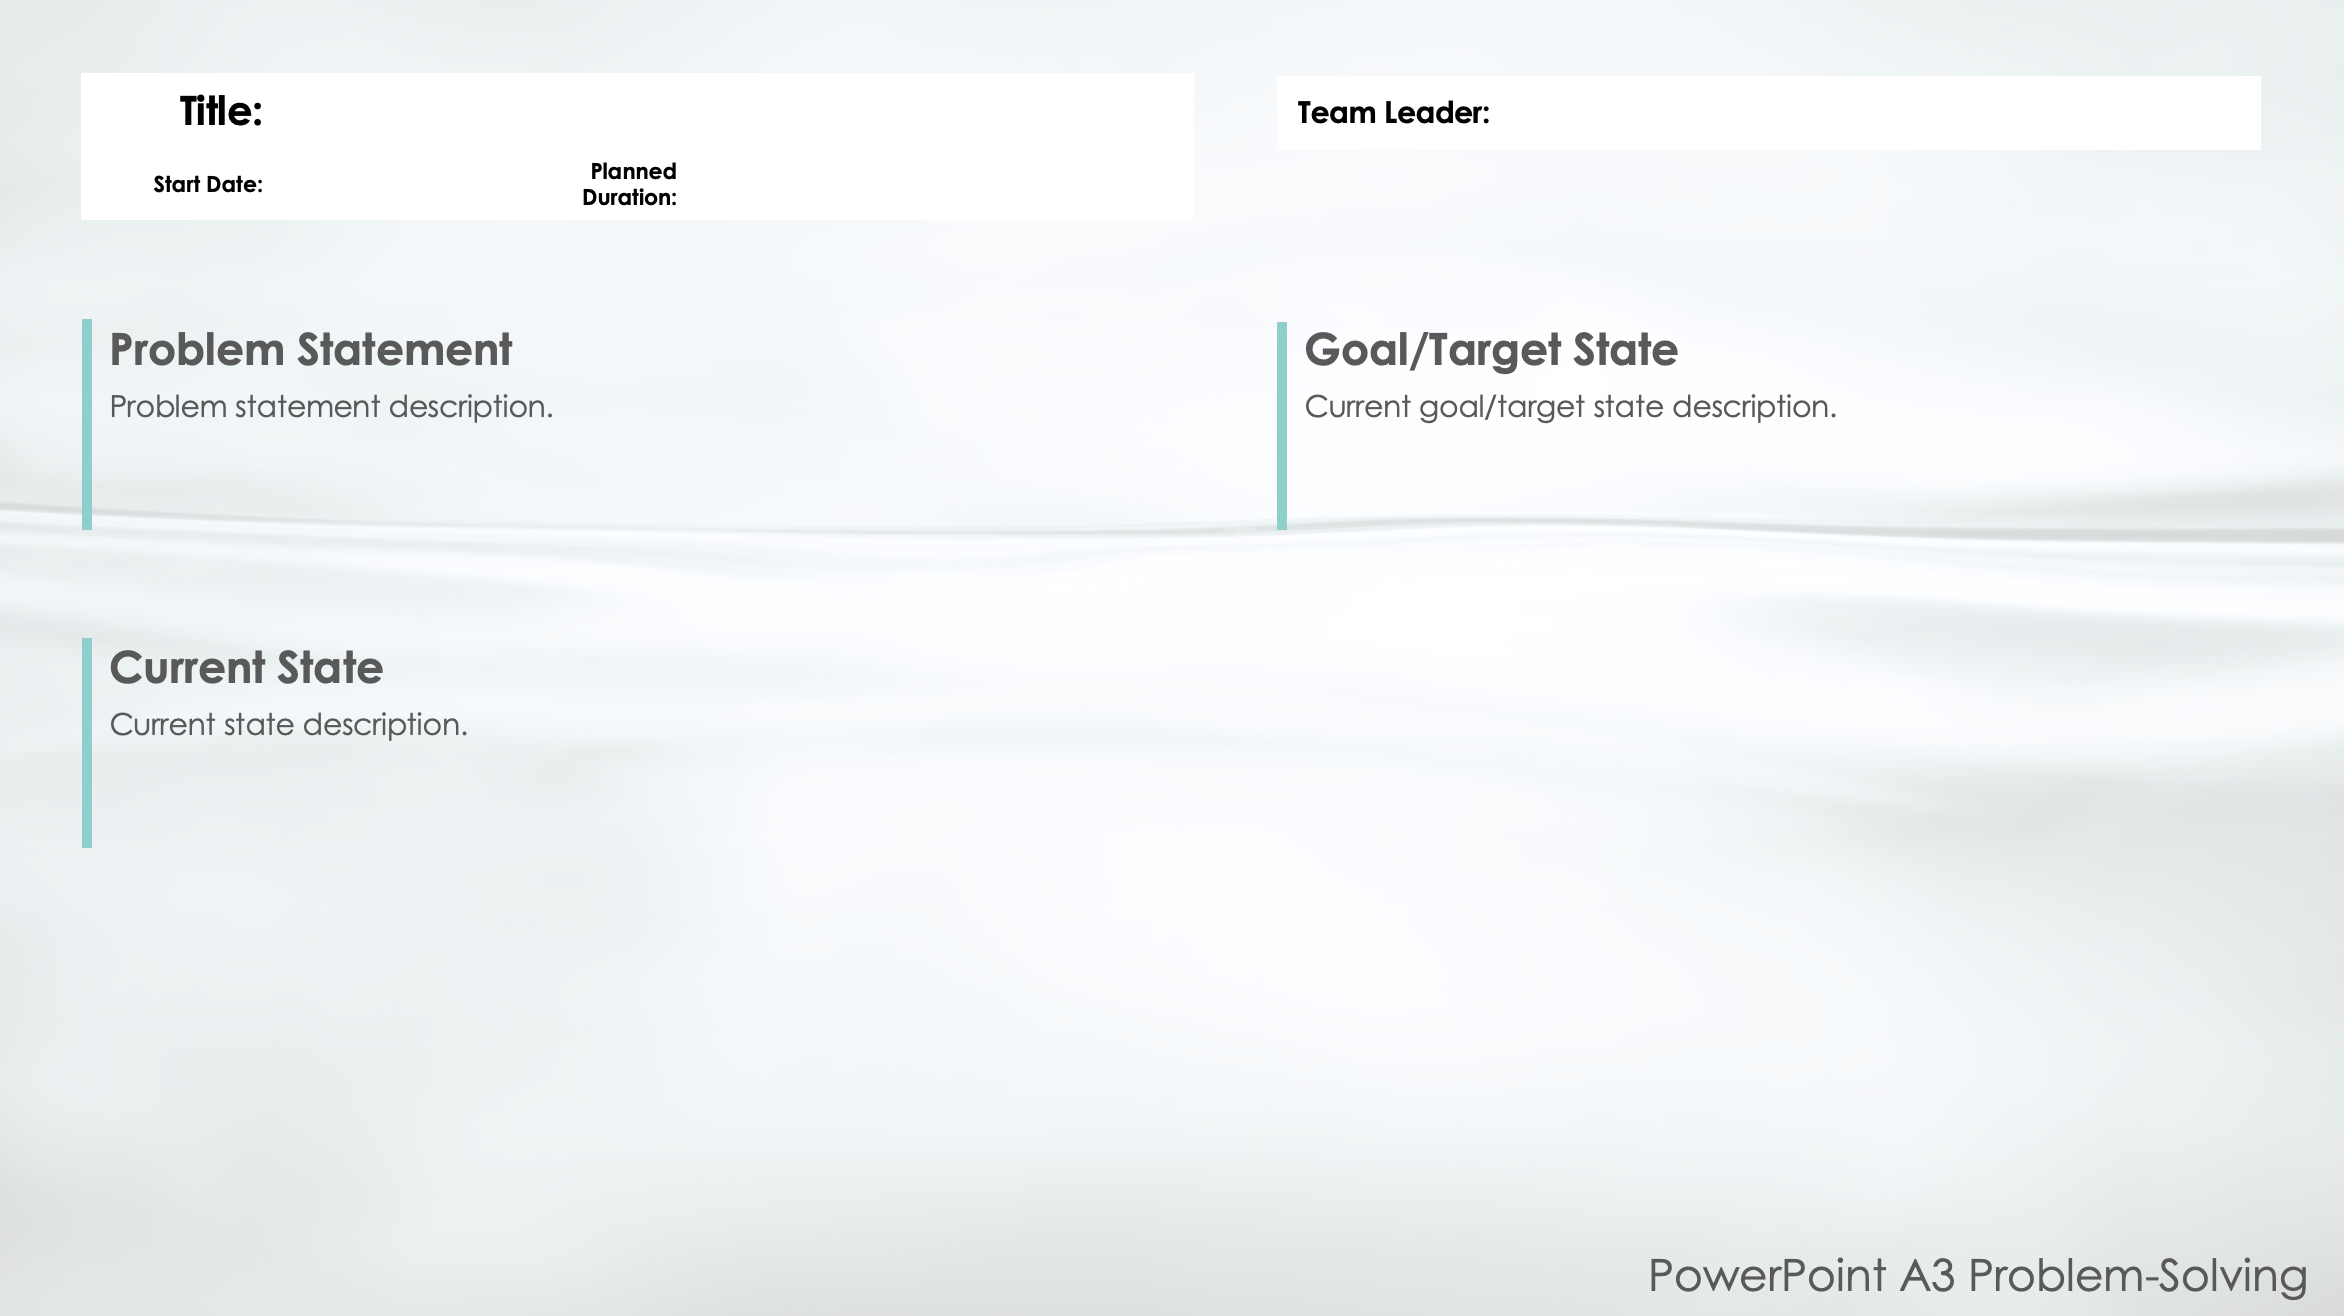 Title:
Start Date:
Planned
Duration:
Team Leader:
Problem Statement
Problem statement description.
Goal/Target State
Current goal/target state description.
Current State
Current state description.
PowerPoint A3 Problem-Solving